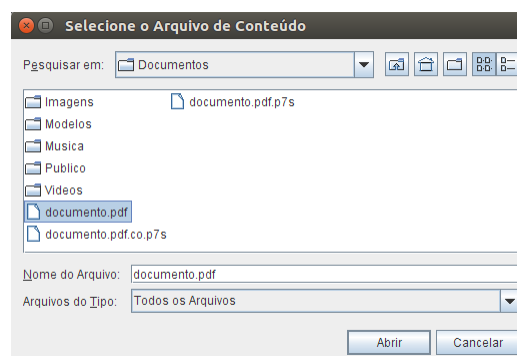 Selecione o Arquivo de Conteúdo
Pesquisar em: Documentos
Imagens
Modelos
Musica
Publico
Videos
documento.pdf
documento.pdf.co.p7s
documento.pdf.p7s
Nome do Arquivo: documento.pdf
Arquivos do Tipo: Todos os Arquivos
Abrir Cancelar